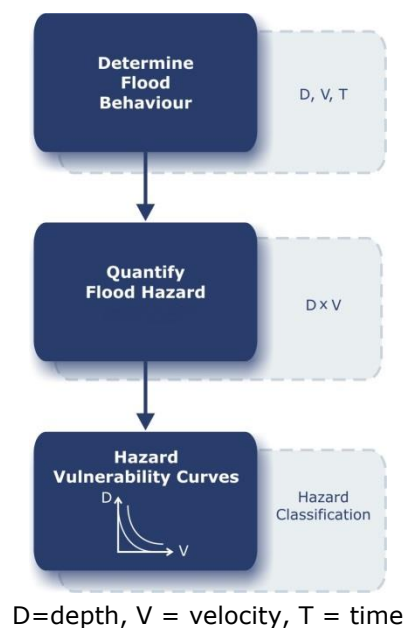 Determine
Flood
Behaviour
D, V, T
Quantify
Flood Hazard
D x V
Hazard
Vulnerability Curves
D
V
Hazard
Classification
D=depth, V = velocity, T = time